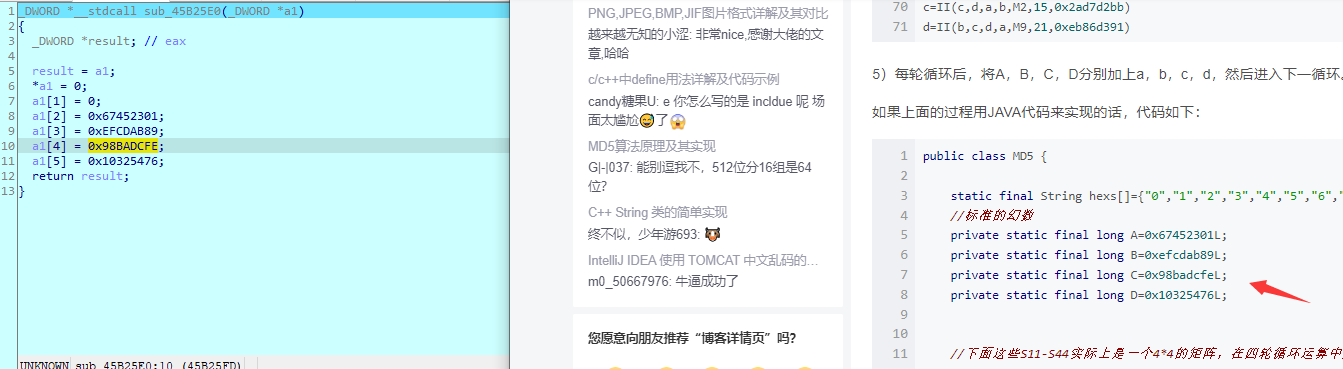 1 _DWORD *__stdcall sub_45B25E0(_DWORD *a1)
2 {
3 _DWORD *result; // eax
4
5 result = a1;
6 *a1 = 0;
7 a1[1] = 0;
8 a1[2] = 0x67452301;
9 a1[3] = 0xEFCDAB89;
10 a1[4] = 0x98BADCFE;
11 a1[5] = 0x10325476;
12 return result;
13 }
UNKNOWN sub_45B25E0:10 (45B25FD)
PNG,JPEG,BMP,JIF图片格式详解及其对比
越来越无知的小涩: 非常nice,感谢大佬的文
章,哈哈
c/c++中define用法详解及代码示例
candy糖果U: e 你怎么写的是 incldue 呢 场
面太尴尬😅了😱
MD5算法原理及其实现
G|-|037: 能别逗我不，512位分16组是64
位?
C++ String 类的简单实现
终不似，少年游693: 🐯
IntelliJ IDEA 使用 TOMCAT 中文乱码的…
m0_50667976: 牛逼成功了
您愿意向朋友推荐“博客详情页”吗?
70 c=II(c,d,a,b,M2,15,0x2ad7d2bb)
71 d=II(b,c,d,a,M9,21,0xeb86d391)
5）每轮循环后，将A，B，C，D分别加上a，b，c，d，然后进入下一循环。
如果上面的过程用JAVA代码来实现的话，代码如下：
1 public class MD5 {
2
3 static final String hexs[]={"0","1","2","3","4","5","6","
4 //标准的幻数
5 private static final long A=0x67452301L;
6 private static final long B=0xefcdab89L;
7 private static final long C=0x98badcfeL;
8 private static final long D=0x10325476L;
9
10
11 //下面这些S11-S44实际上是一个4*4的矩阵，在四轮循环运算中